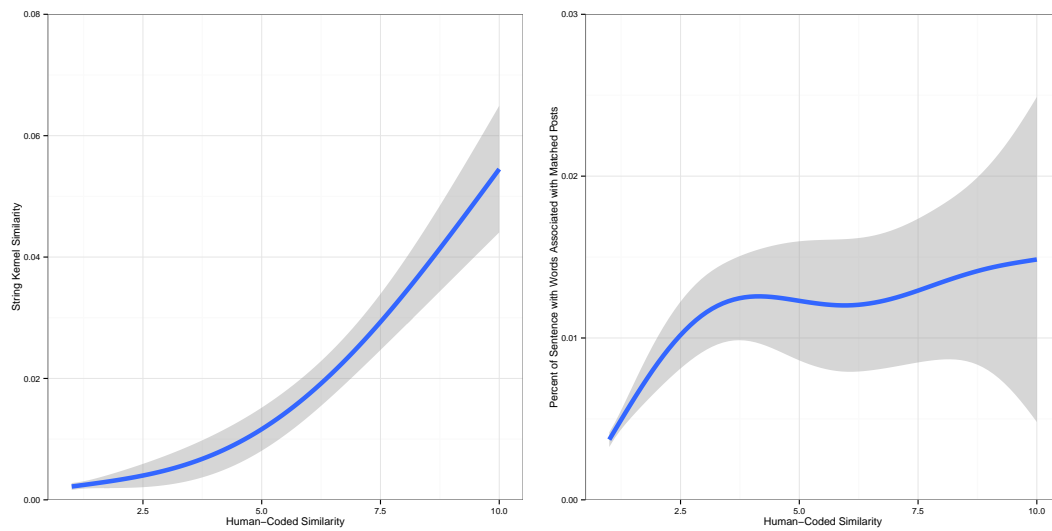 0.08
0.06
0.04
0.02
0.00
String Kernel Similarity
2.5 5.0 7.5 10.0
Human−Coded Similarity
0.03
0.02
0.01
0.00
Percent of Sentence with Words Associated with Matched Posts
2.5 5.0 7.5 10.0
Human−Coded Similarity